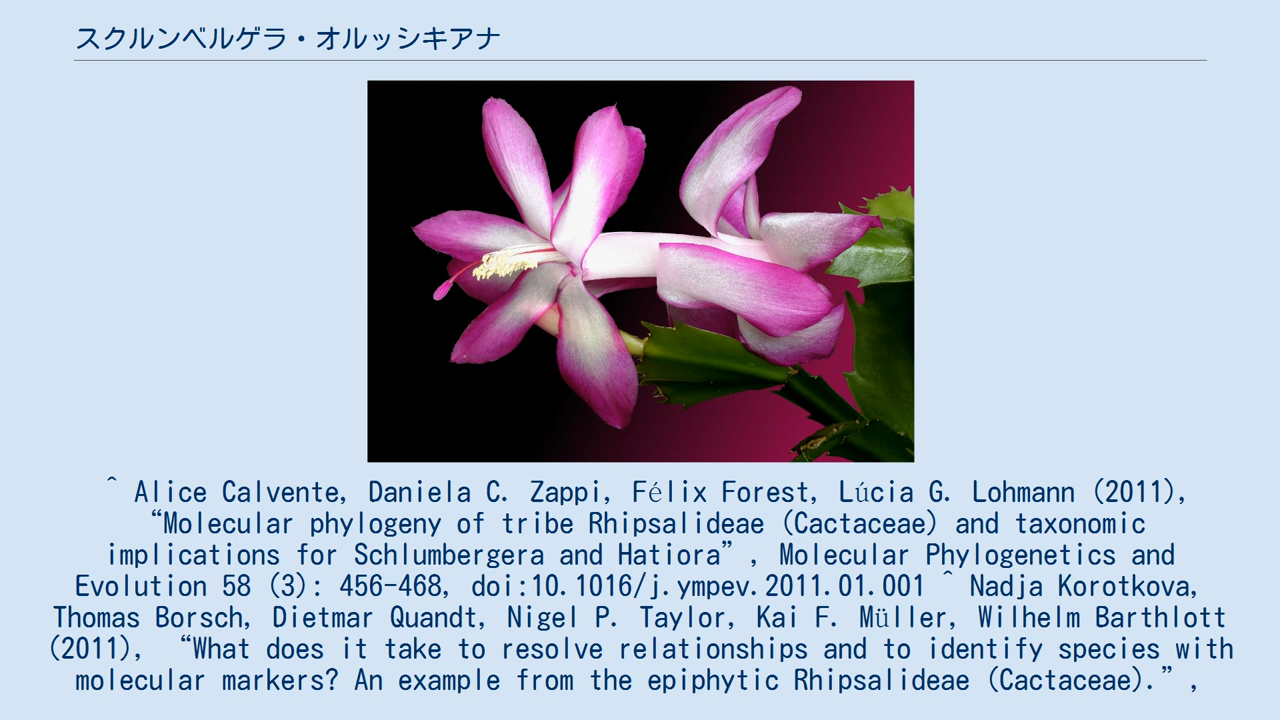 スクルンベルゲラ・オルッシキアナ
^ Alice Calvente, Daniela C. Zappi, Félix Forest, Lúcia G. Lohmann (2011),
“Molecular phylogeny of tribe Rhipsalideae (Cactaceae) and taxonomic
implications for Schlumbergera and Hatiora”, Molecular Phylogenetics and
Evolution 58 (3): 456-468, doi:10.1016/j.ympev.2011.01.001 ^ Nadja Korotkova,
Thomas Borsch, Dietmar Quandt, Nigel P. Taylor, Kai F. Müller, Wilhelm Barthlott
(2011), “What does it take to resolve relationships and to identify species with
molecular markers? An example from the epiphytic Rhipsalideae (Cactaceae).”,